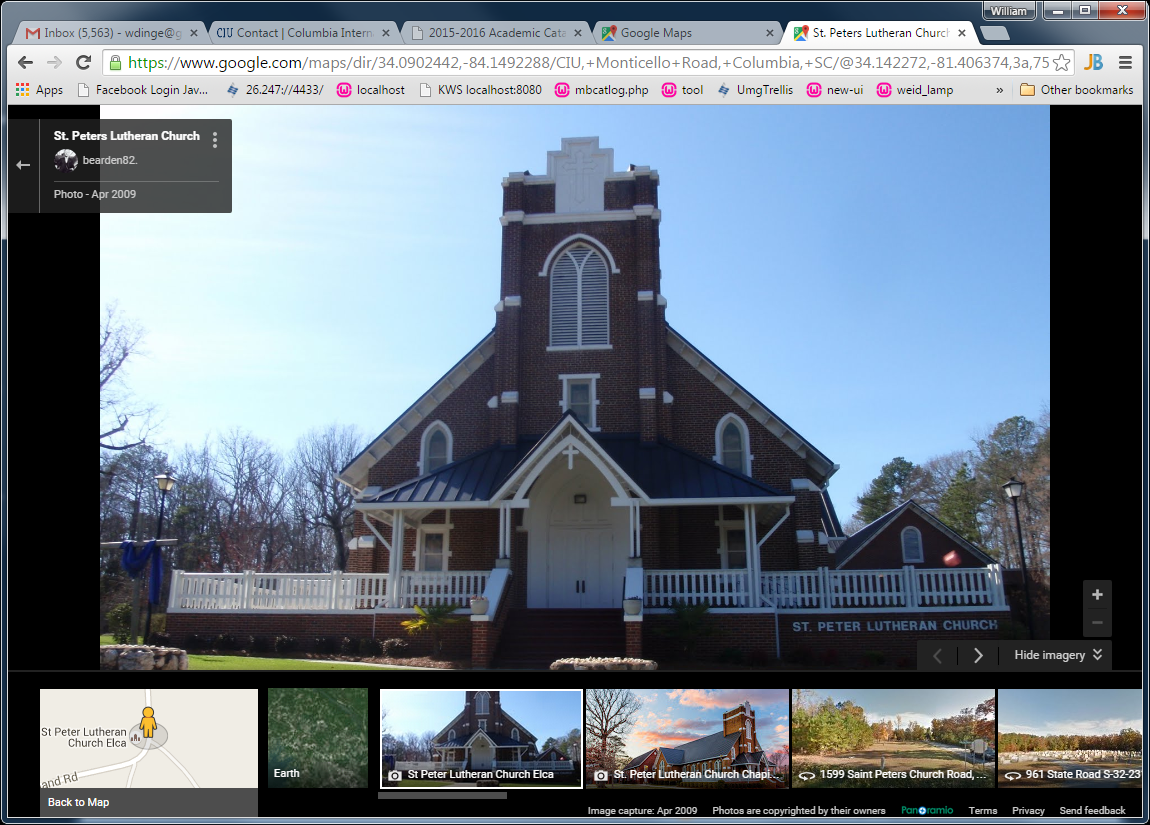 William
Inbox (5,563) - wdinge@g
CIU Contact | Columbia Intern
2015-2016 Academic Cata
Google Maps
St. Peters Lutheran Church
https://www.google.com/maps/dir/34.0902442,-84.1492288/CIU,+Monticello+Road,+Columbia,+SC/@34.142272,-81.406374,3a,75
JB
Apps
Facebook Login Jav...
26.247://4433/
localhost
KWS localhost:8080
mbcatlog.php
tool
UmgTrellis
new-ui
weid_lamp
»
Other bookmarks
St. Peters Lutheran Church
bearden82.
Photo - Apr 2009
ST. PETER LUTHERAN CHURCH
Hide imagery
St Peter Lutheran
Church Elca
and Rd
Back to Map
Earth
St Peter Lutheran Church Elca
St. Peter Lutheran Church Chapi...
1599 Saint Peters Church Road, ...
961 State Road S-32-23
Image capture: Apr 2009
Photos are copyrighted by their owners
Panoramio
Terms
Privacy
Send feedback